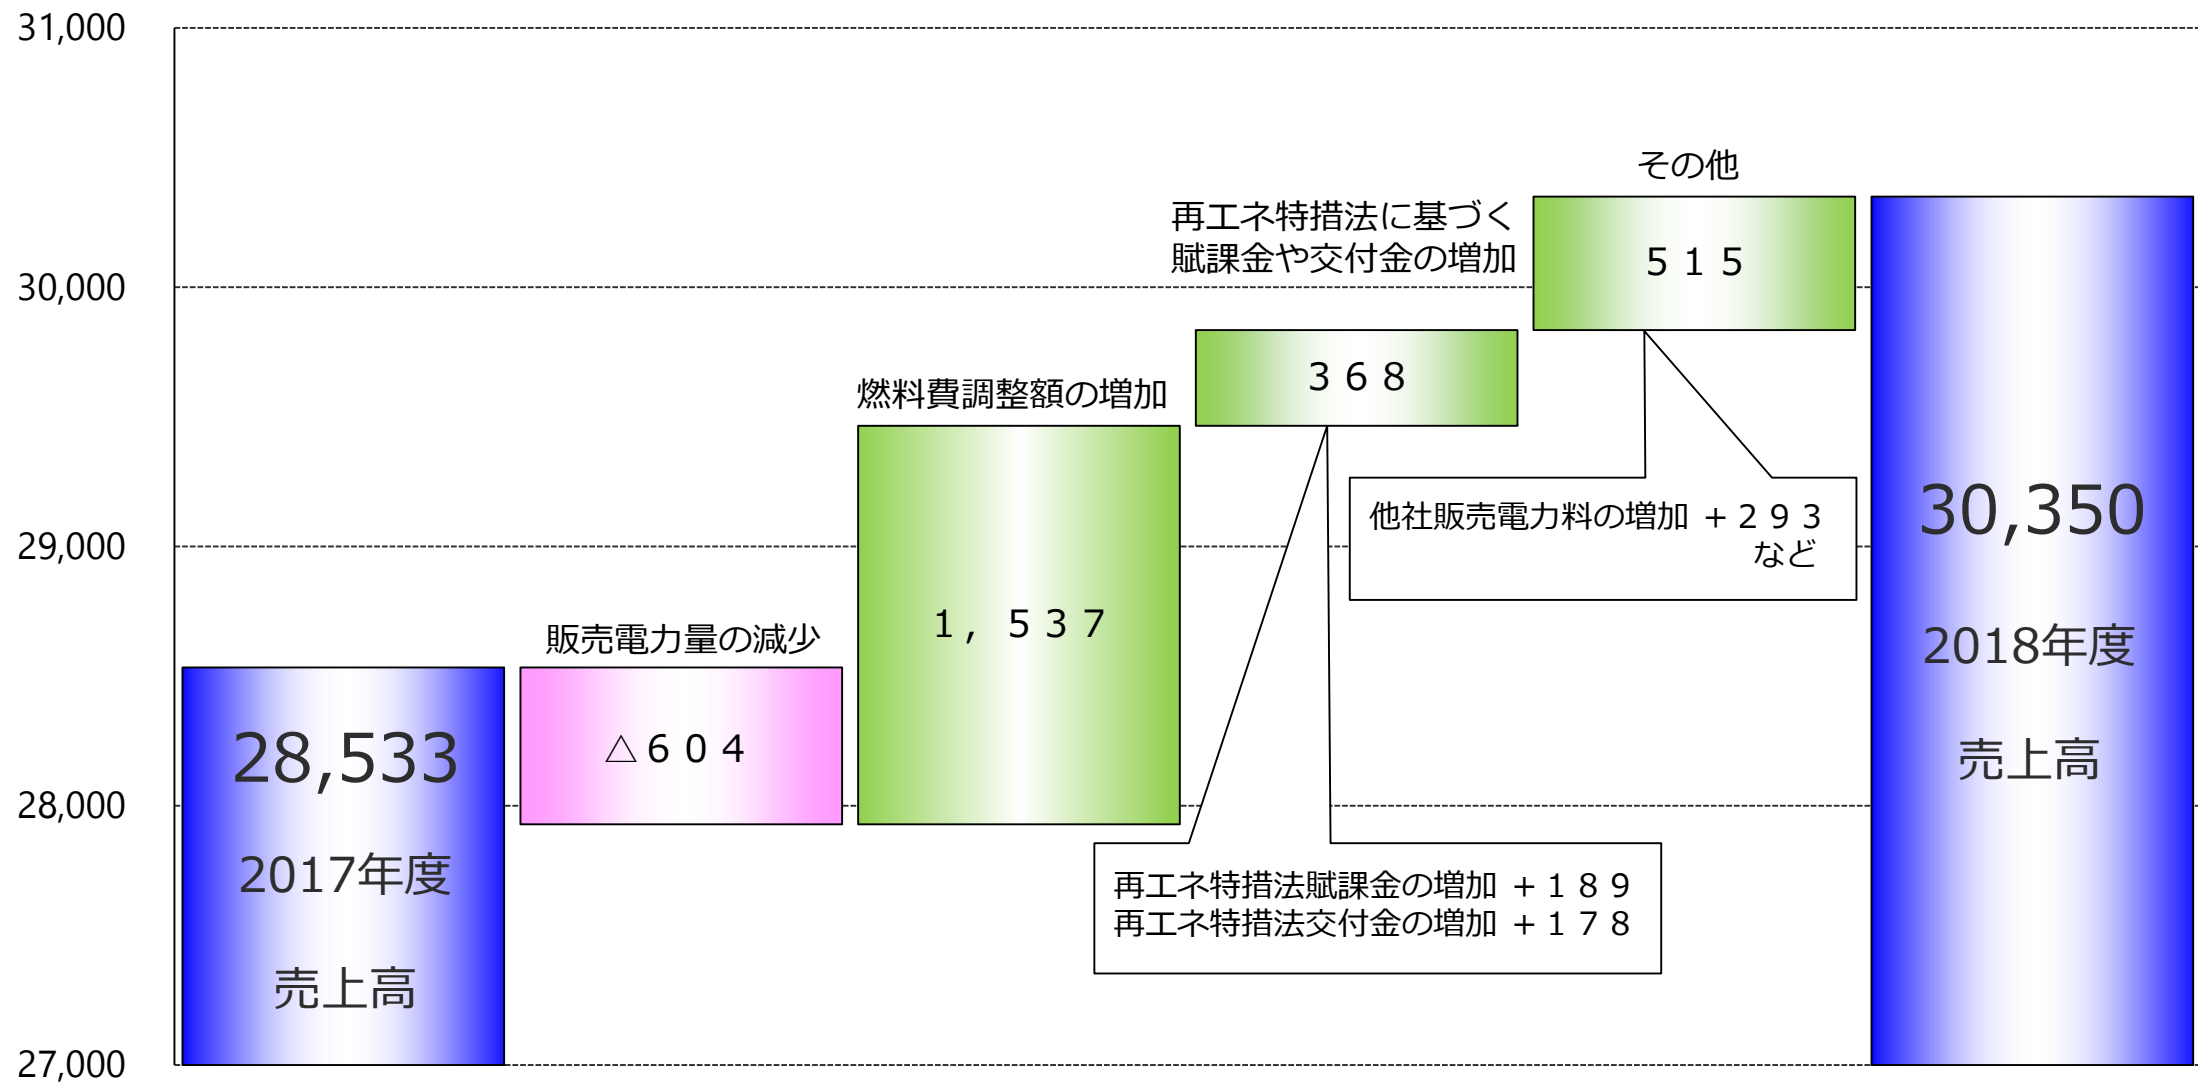 31,000
30,000
29,000
28,000
27,000
28,533
2017年度
売上高
販売電力量の減少
△６０４
燃料費調整額の増加
１，５３７
再エネ特措法に基づく
賦課金や交付金の増加
３６８
再エネ特措法賦課金の増加 +１８９
再エネ特措法交付金の増加 +１７８
その他
５１５
他社販売電力料の増加 +２９３
など
30,350
2018年度
売上高